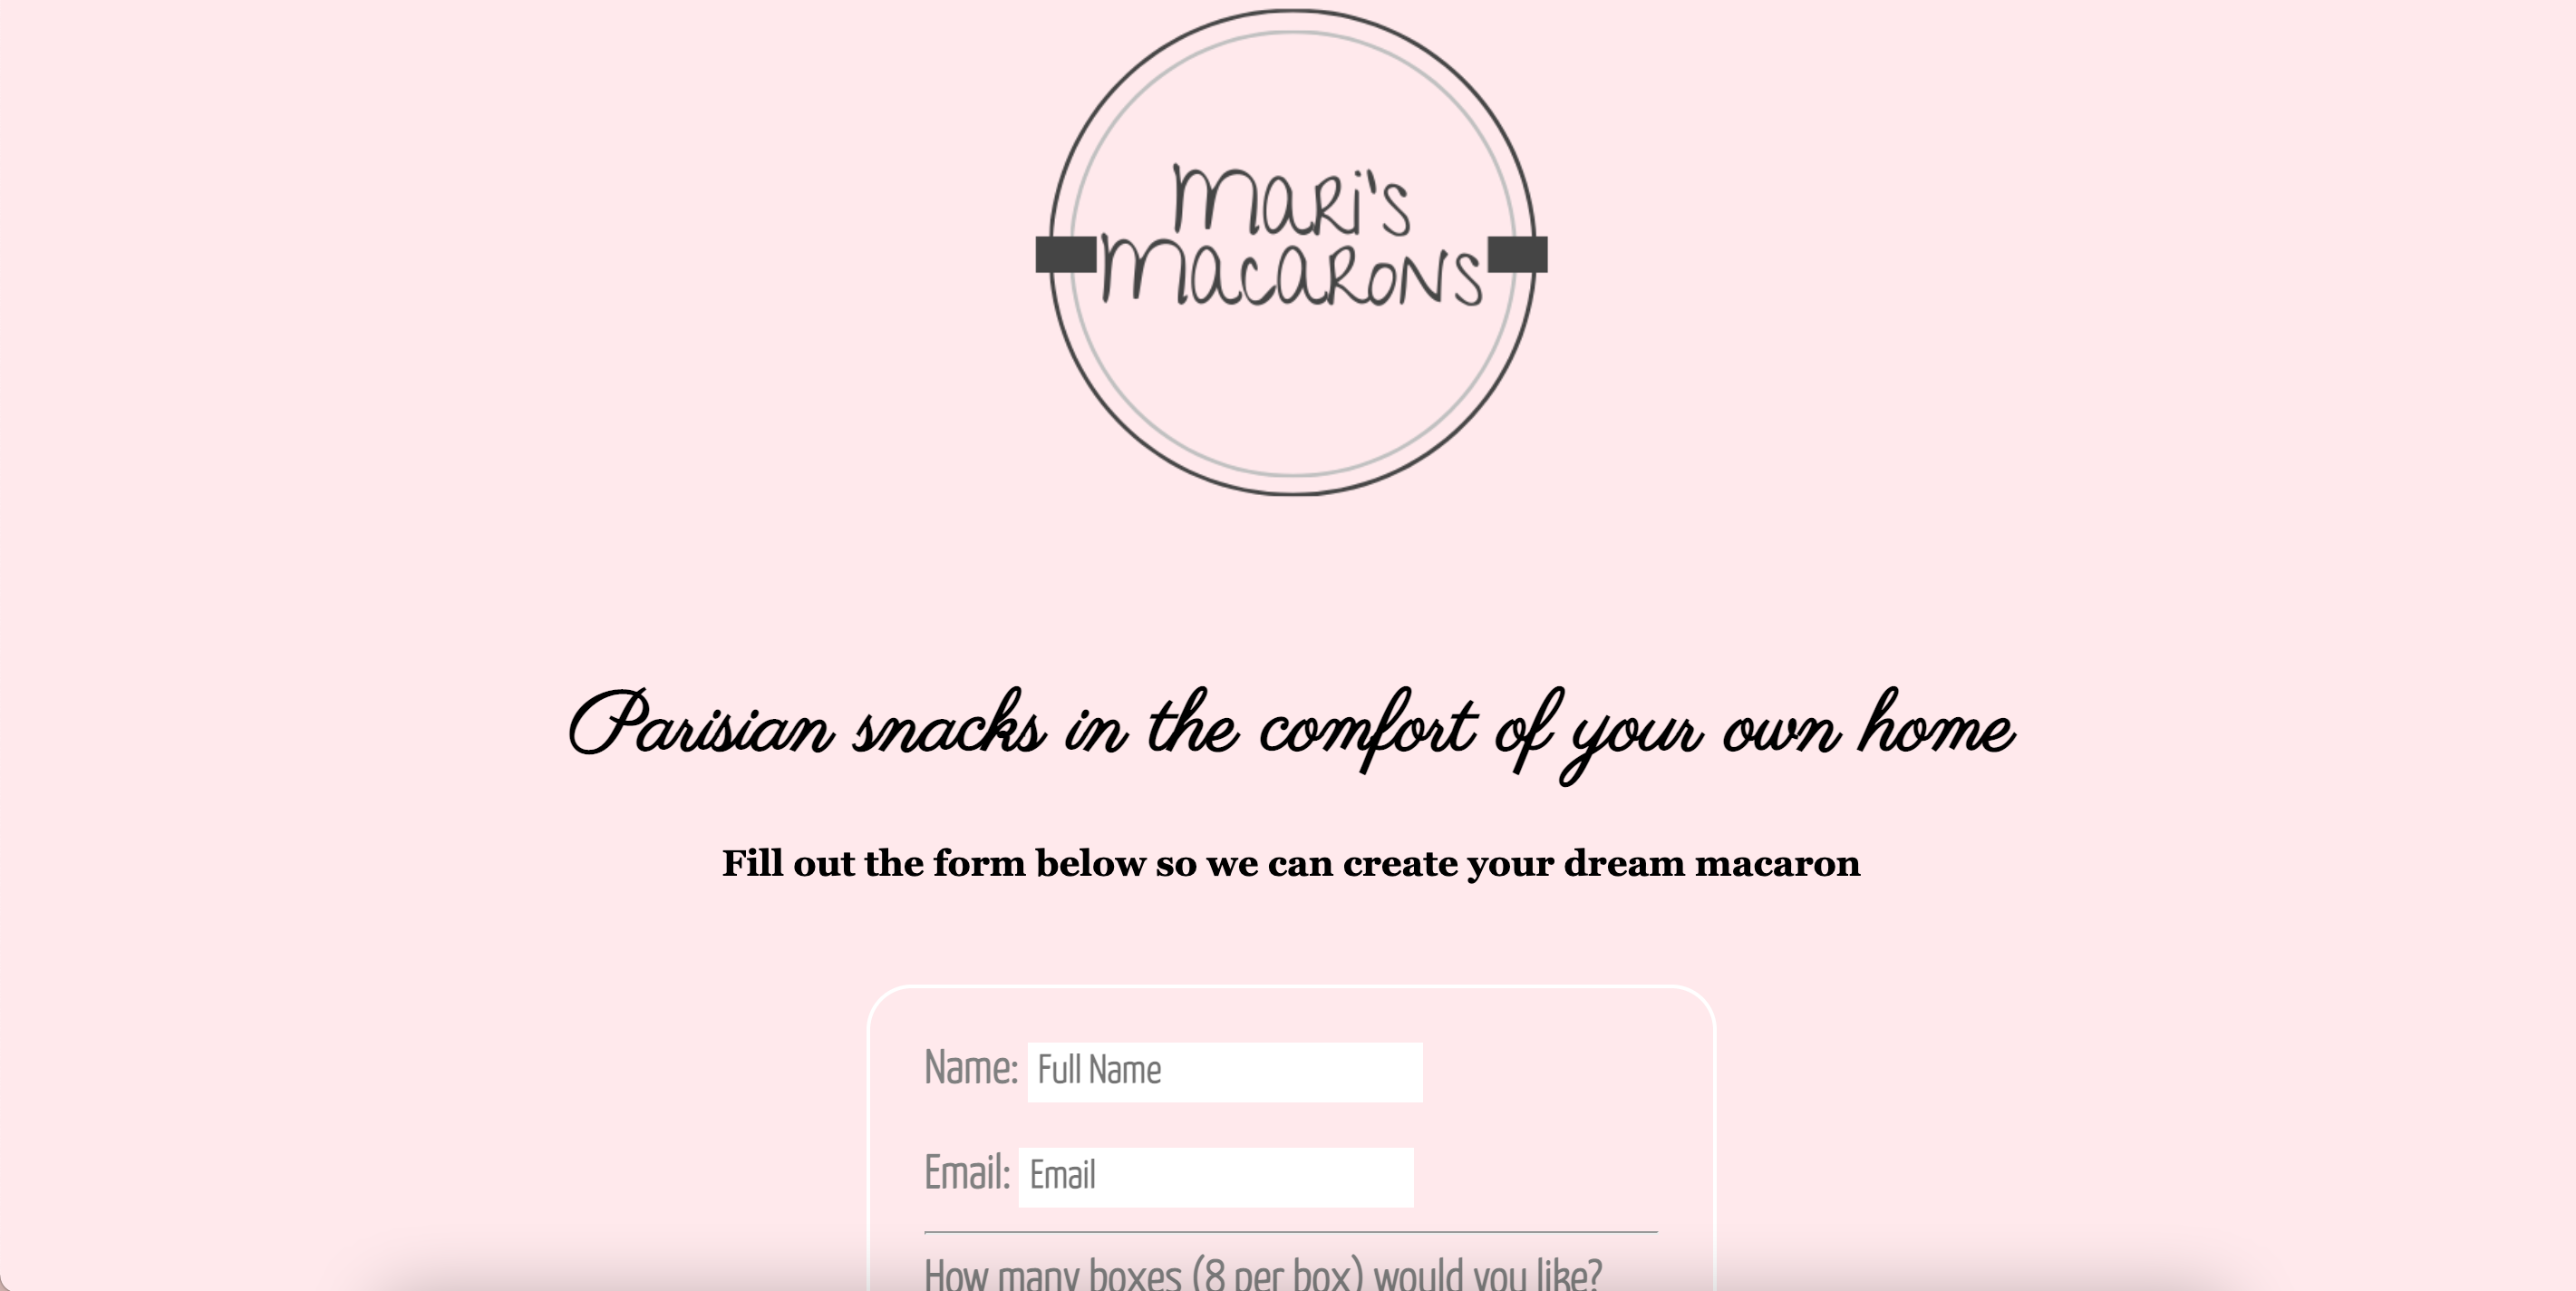 Mari's
Macarons
Parisian snacks in the comfort of your own home
Fill out the form below so we can create your dream macaron
Name: Full Name
Email: Email
How many boxes (8 per box) would you like?